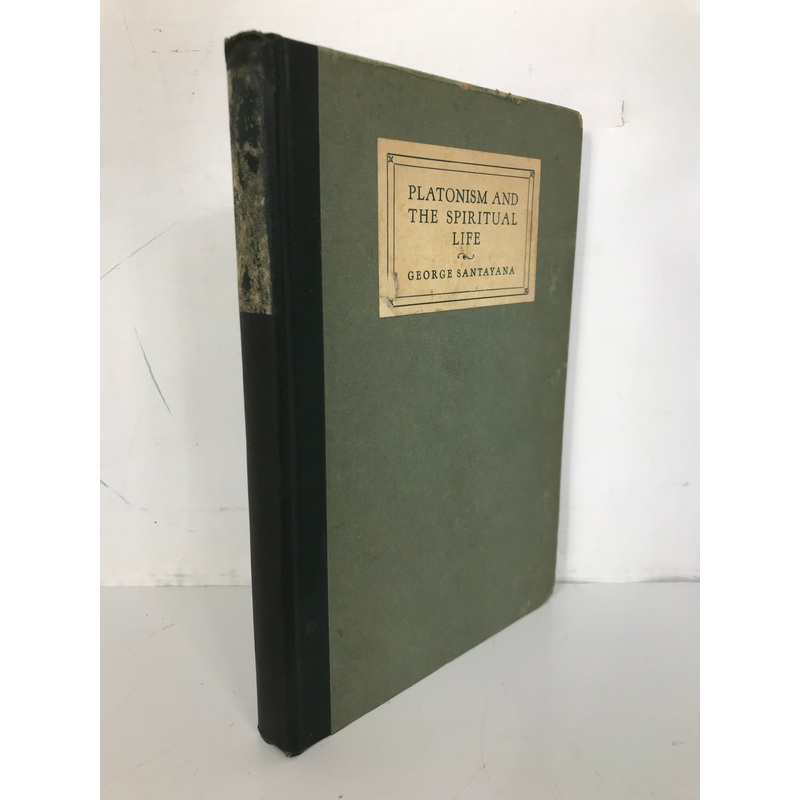 PLATONISM AND
THE SPIRITUAL
LIFE
GEORGE SANTAYANA